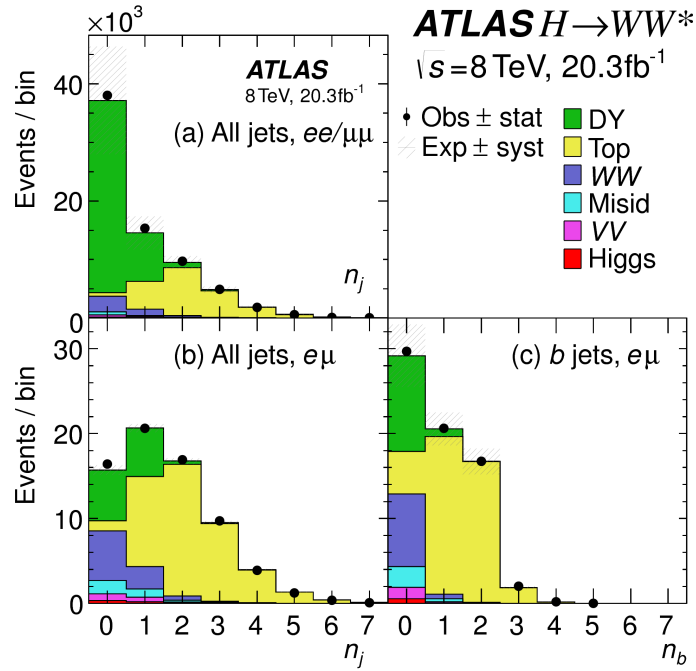 ×10³
ATLAS H→WW*
√s=8 TeV, 20.3fb⁻¹
Obs ± stat
Exp ± syst
DY
Top
WW
Misid
VV
Higgs
Events / bin
40
20
0
ATLAS
8 TeV, 20.3fb⁻¹
(a) All jets, ee/μμ
n_j
Events / bin
30
20
10
0
(b) All jets, eμ
0 1 2 3 4 5 6 7
n_j
(c) b jets, eμ
0 1 2 3 4 5 6 7
n_b